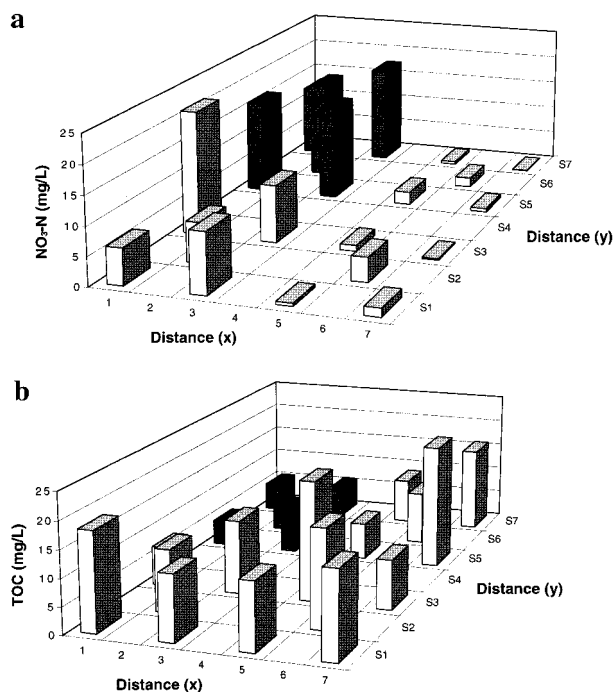 a
25
20
15
10
5
0
NO₃-N (mg/L)
1 2 3 4 5 6 7
Distance (x)
S1
S2
S3
S4
S5
S6
S7
Distance (y)
b
25
20
15
10
5
0
TOC (mg/L)
1 2 3 4 5 6 7
Distance (x)
S1
S2
S3
S4
S5
S6
S7
Distance (y)